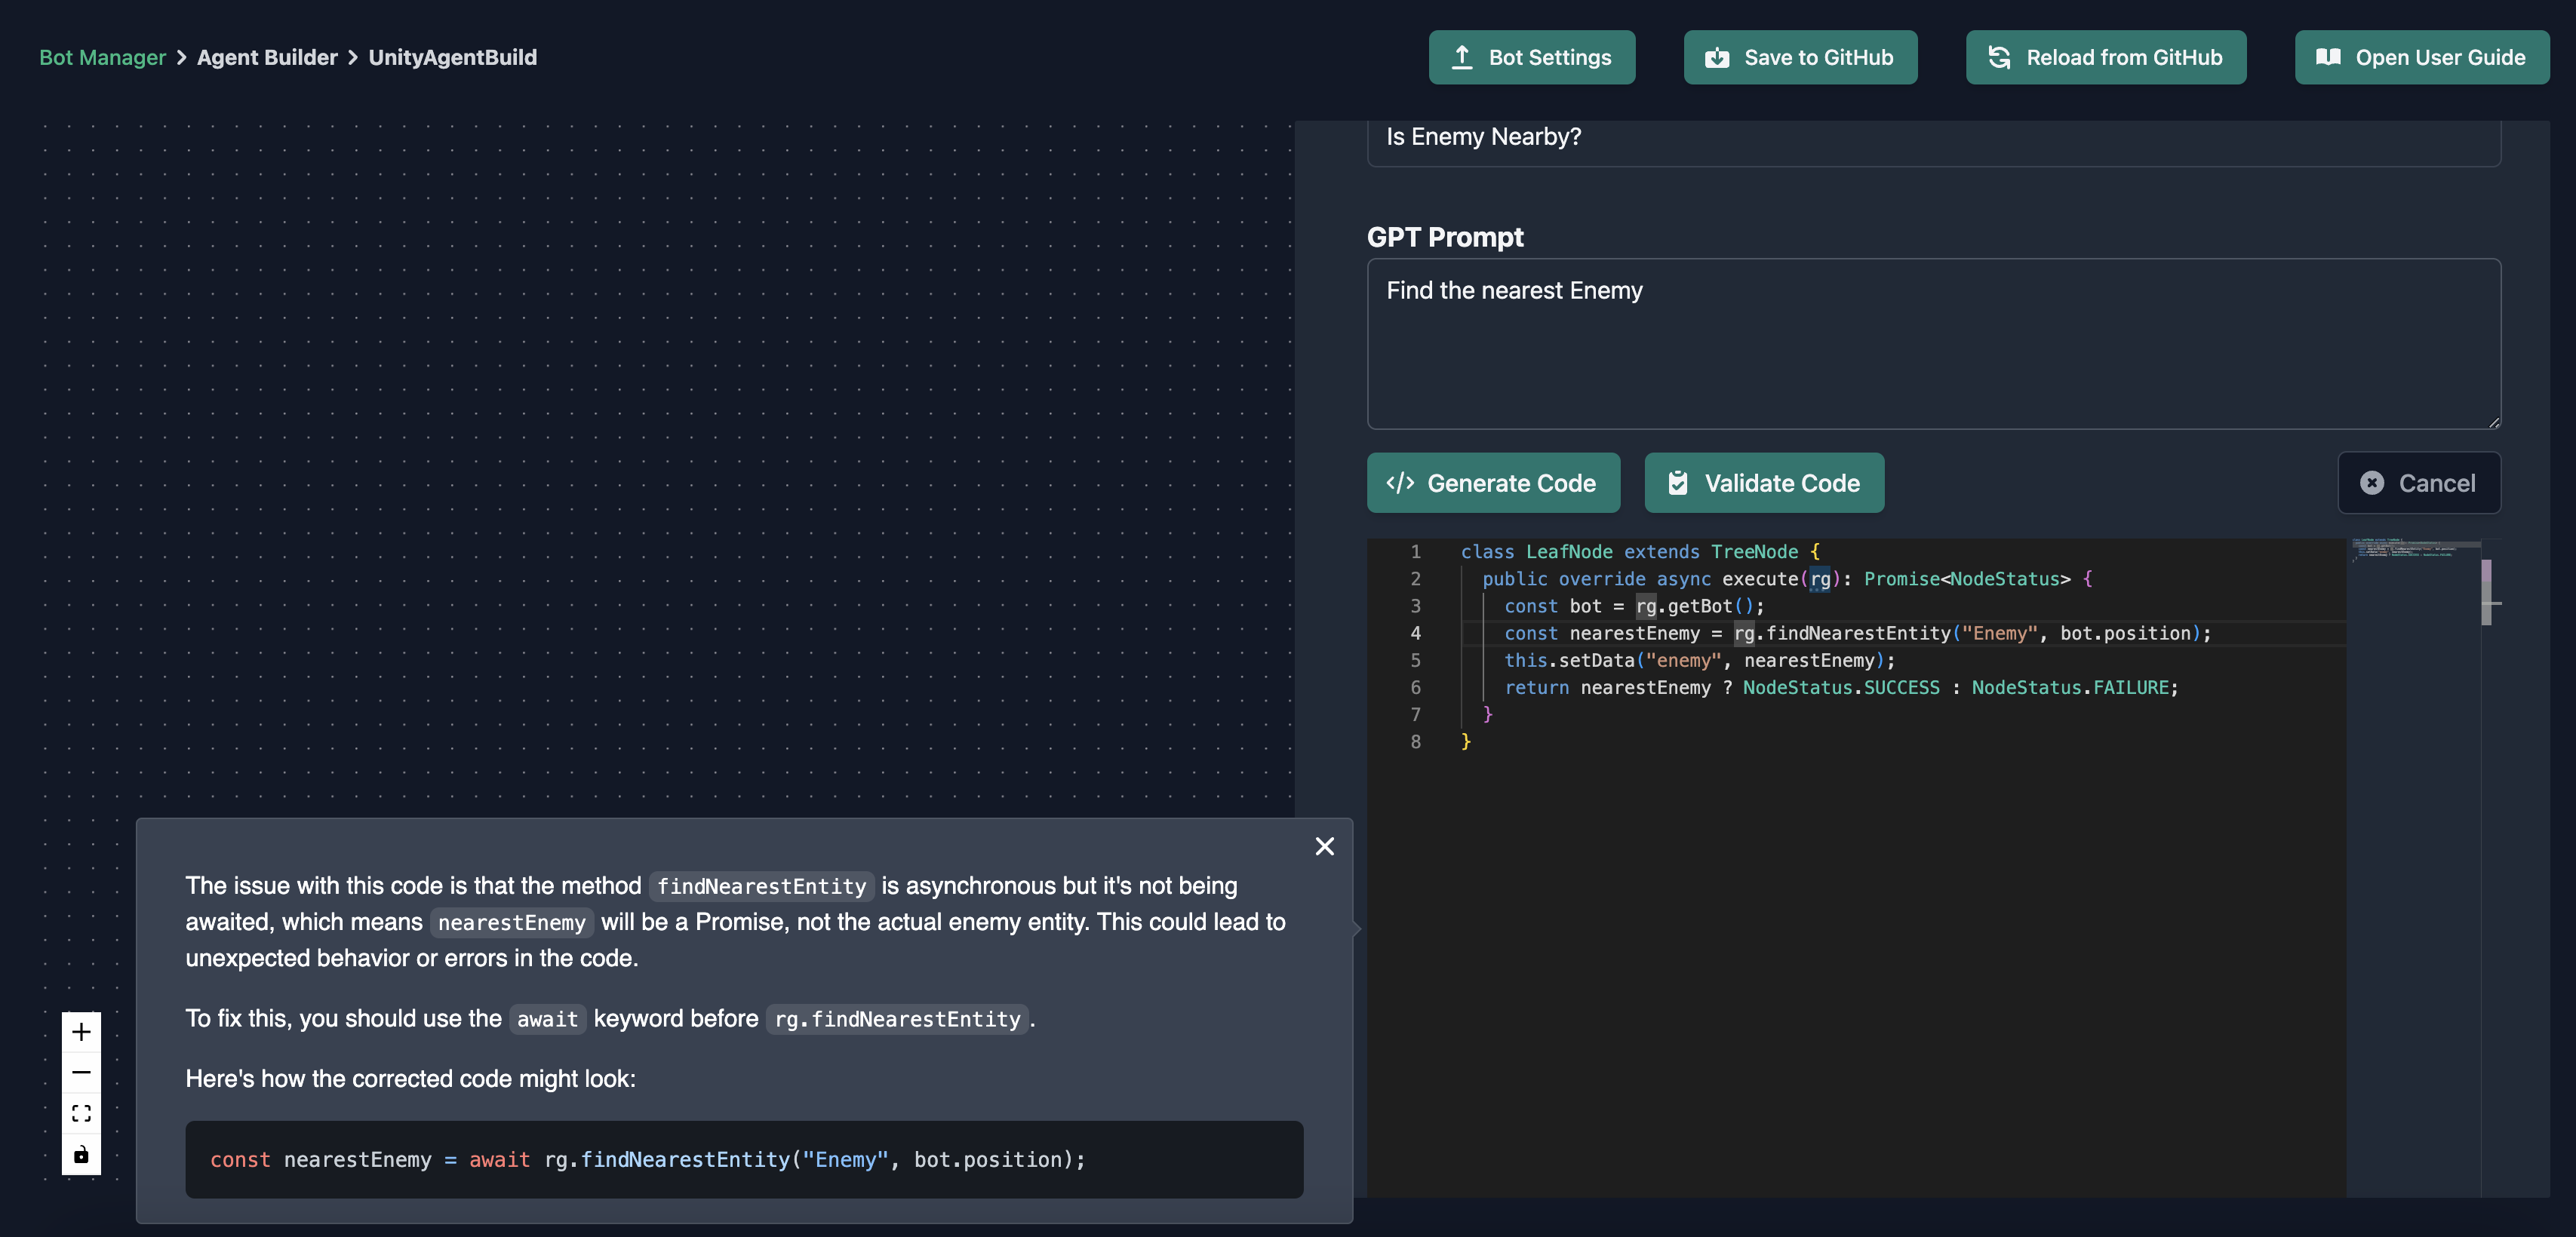 Bot Manager > Agent Builder > UnityAgentBuild
Bot Settings
Save to GitHub
Reload from GitHub
Open User Guide
Is Enemy Nearby?
GPT Prompt
Find the nearest Enemy
</> Generate Code
Validate Code
Cancel
1 class LeafNode extends TreeNode {
2 public override async execute(rg): Promise<NodeStatus> {
3 const bot = rg.getBot();
4 const nearestEnemy = rg.findNearestEntity("Enemy", bot.position);
5 this.setData("enemy", nearestEnemy);
6 return nearestEnemy ? NodeStatus.SUCCESS : NodeStatus.FAILURE;
7 }
8 }
The issue with this code is that the method findNearestEntity is asynchronous but it's not being
awaited, which means nearestEnemy will be a Promise, not the actual enemy entity. This could lead to
unexpected behavior or errors in the code.
To fix this, you should use the await keyword before rg.findNearestEntity.
Here's how the corrected code might look:
const nearestEnemy = await rg.findNearestEntity("Enemy", bot.position);